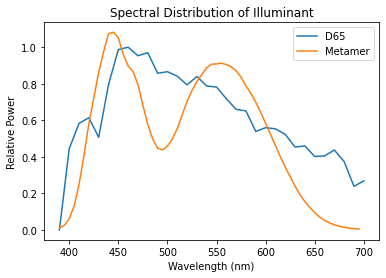 Spectral Distribution of Illuminant
D65
Metamer
Relative Power
1.0
0.8
0.6
0.4
0.2
0.0
400 450 500 550 600 650 700
Wavelength (nm)